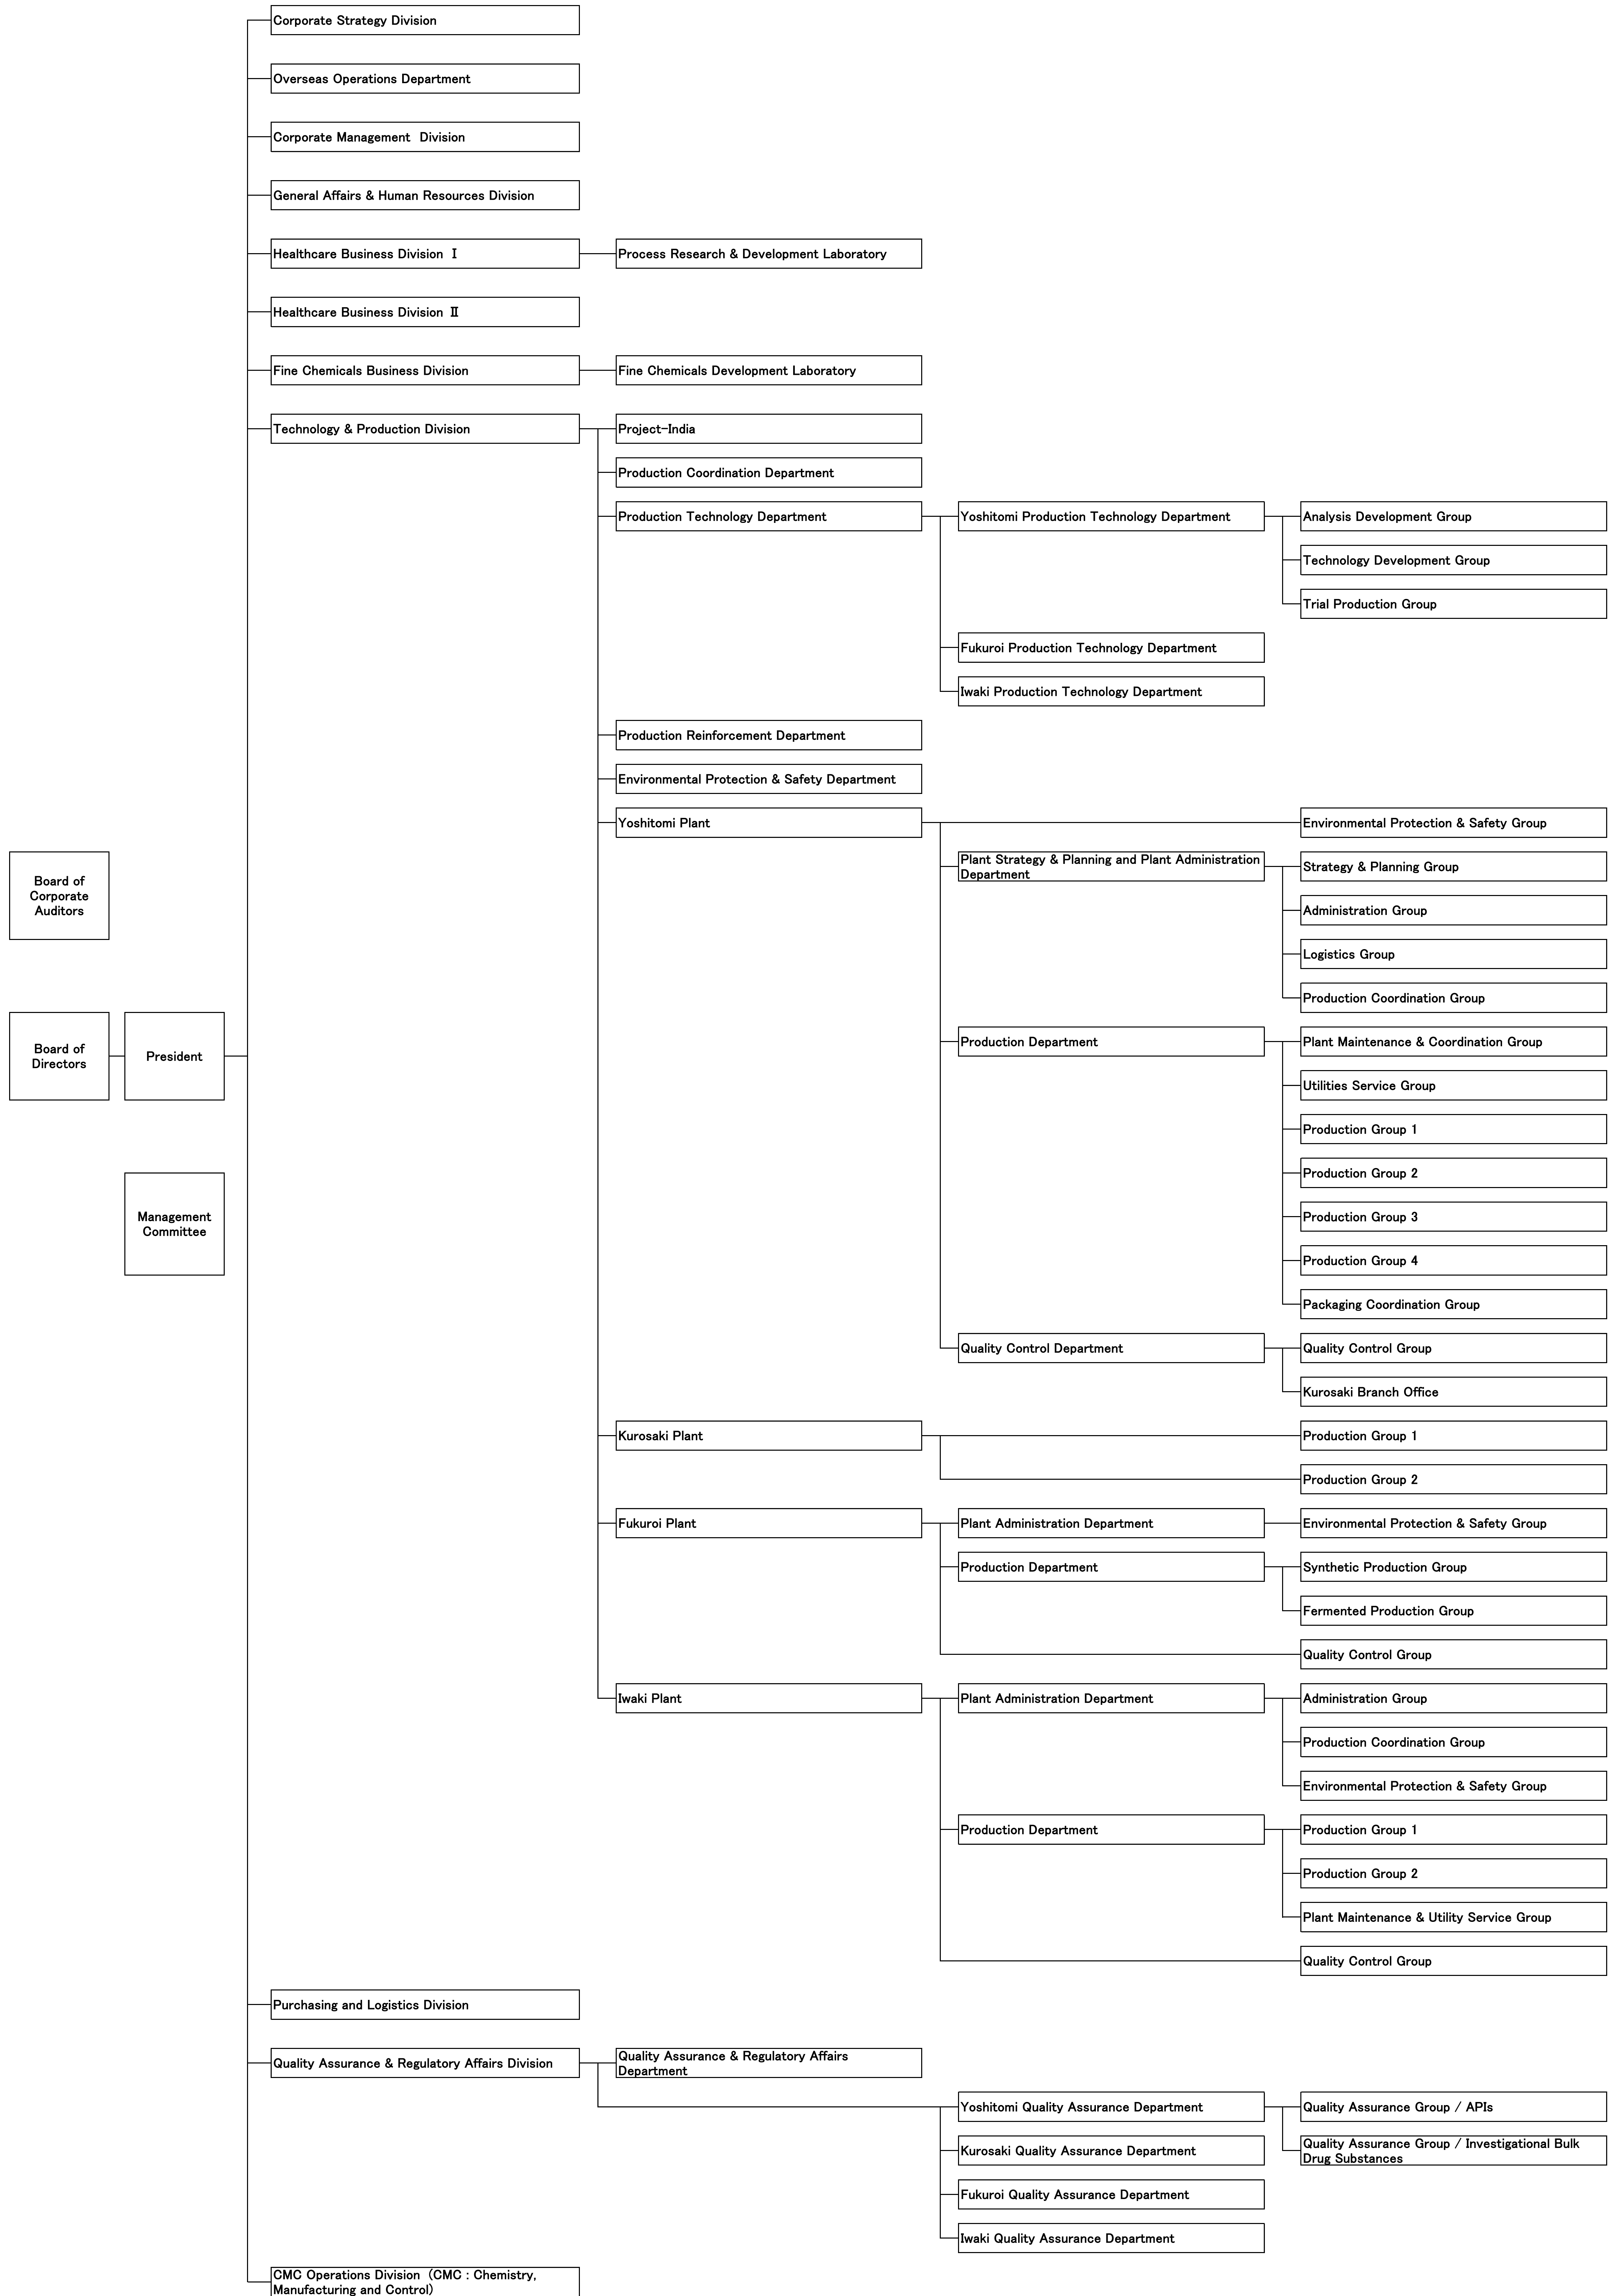 Corporate Strategy Division
Overseas Operations Department
Corporate Management Division
General Affairs & Human Resources Division
Healthcare Business Division Ⅰ
Process Research & Development Laboratory
Healthcare Business Division Ⅱ
Fine Chemicals Business Division
Fine Chemicals Development Laboratory
Technology & Production Division
Project-India
Production Coordination Department
Production Technology Department
Yoshitomi Production Technology Department
Analysis Development Group
Technology Development Group
Trial Production Group
Fukuroi Production Technology Department
Iwaki Production Technology Department
Production Reinforcement Department
Environmental Protection & Safety Department
Yoshitomi Plant
Environmental Protection & Safety Group
Board of
Corporate
Auditors
Plant Strategy & Planning and Plant Administration
Department
Strategy & Planning Group
Administration Group
Logistics Group
Production Coordination Group
Board of
Directors
President
Production Department
Plant Maintenance & Coordination Group
Utilities Service Group
Production Group 1
Production Group 2
Management
Committee
Production Group 3
Production Group 4
Packaging Coordination Group
Quality Control Department
Quality Control Group
Kurosaki Branch Office
Kurosaki Plant
Production Group 1
Production Group 2
Fukuroi Plant
Plant Administration Department
Environmental Protection & Safety Group
Production Department
Synthetic Production Group
Fermented Production Group
Quality Control Group
Iwaki Plant
Plant Administration Department
Administration Group
Production Coordination Group
Environmental Protection & Safety Group
Production Department
Production Group 1
Production Group 2
Plant Maintenance & Utility Service Group
Quality Control Group
Purchasing and Logistics Division
Quality Assurance & Regulatory Affairs Division
Quality Assurance & Regulatory Affairs
Department
Yoshitomi Quality Assurance Department
Quality Assurance Group / APIs
Kurosaki Quality Assurance Department
Quality Assurance Group / Investigational Bulk
Drug Substances
Fukuroi Quality Assurance Department
Iwaki Quality Assurance Department
CMC Operations Division (CMC : Chemistry,
Manufacturing and Control)